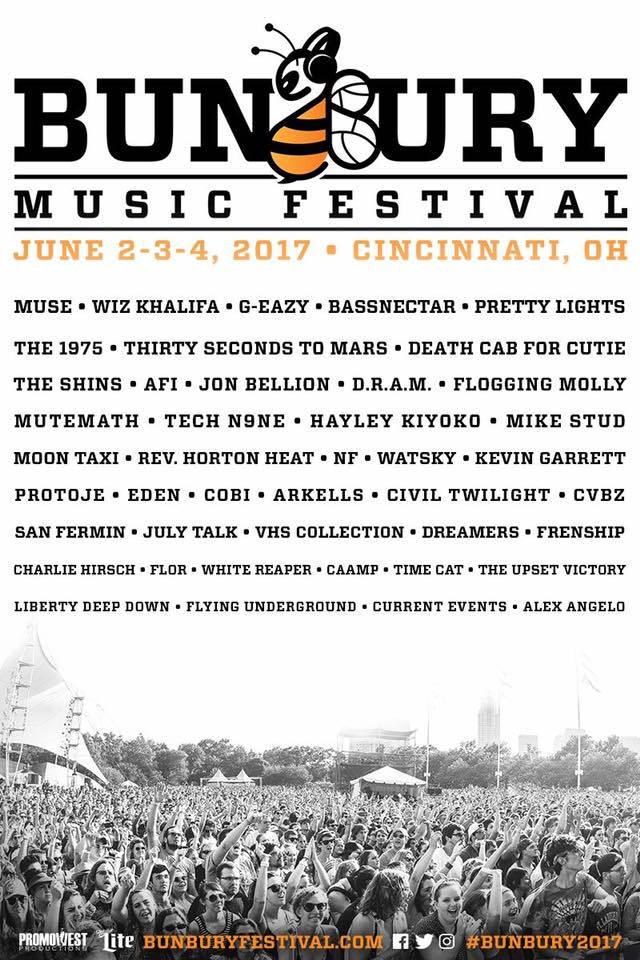 BUNBURY
MUSIC FESTIVAL
JUNE 2-3-4, 2017 • CINCINNATI, OH
MUSE • WIZ KHALIFA • G-EAZY • BASSNECTAR • PRETTY LIGHTS
THE 1975 • THIRTY SECONDS TO MARS • DEATH CAB FOR CUTIE
THE SHINS • AFI • JON BELLION • D.R.A.M. • FLOGGING MOLLY
MUTEMATH • TECH N9NE • HAYLEY KIYOKO • MIKE STUD
MOON TAXI • REV. HORTON HEAT • NF • WATSKY • KEVIN GARRETT
PROTOJE • EDEN • COBI • ARKELLS • CIVIL TWILIGHT • CVBZ
SAN FERMIN • JULY TALK • VHS COLLECTION • DREAMERS • FRENSHIP
CHARLIE HIRSCH • FLOR • WHITE REAPER • CAAMP • TIME CAT • THE UPSET VICTORY
LIBERTY DEEP DOWN • FLYING UNDERGROUND • CURRENT EVENTS • ALEX ANGELO
PROMOWEST PRODUCTIONS Lite BUNBURYFESTIVAL.COM #BUNBURY2017